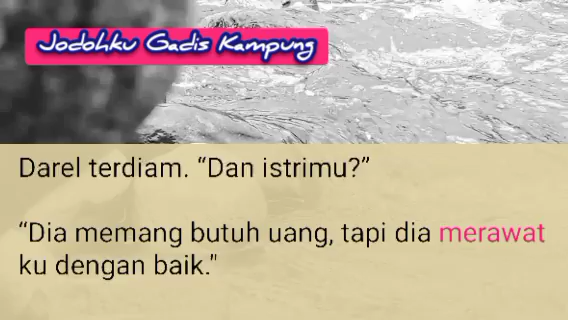 Jodohku Gadis Kampung
Darel terdiam. “Dan istrimu?”
“Dia memang butuh uang, tapi dia merawat
ku dengan baik."